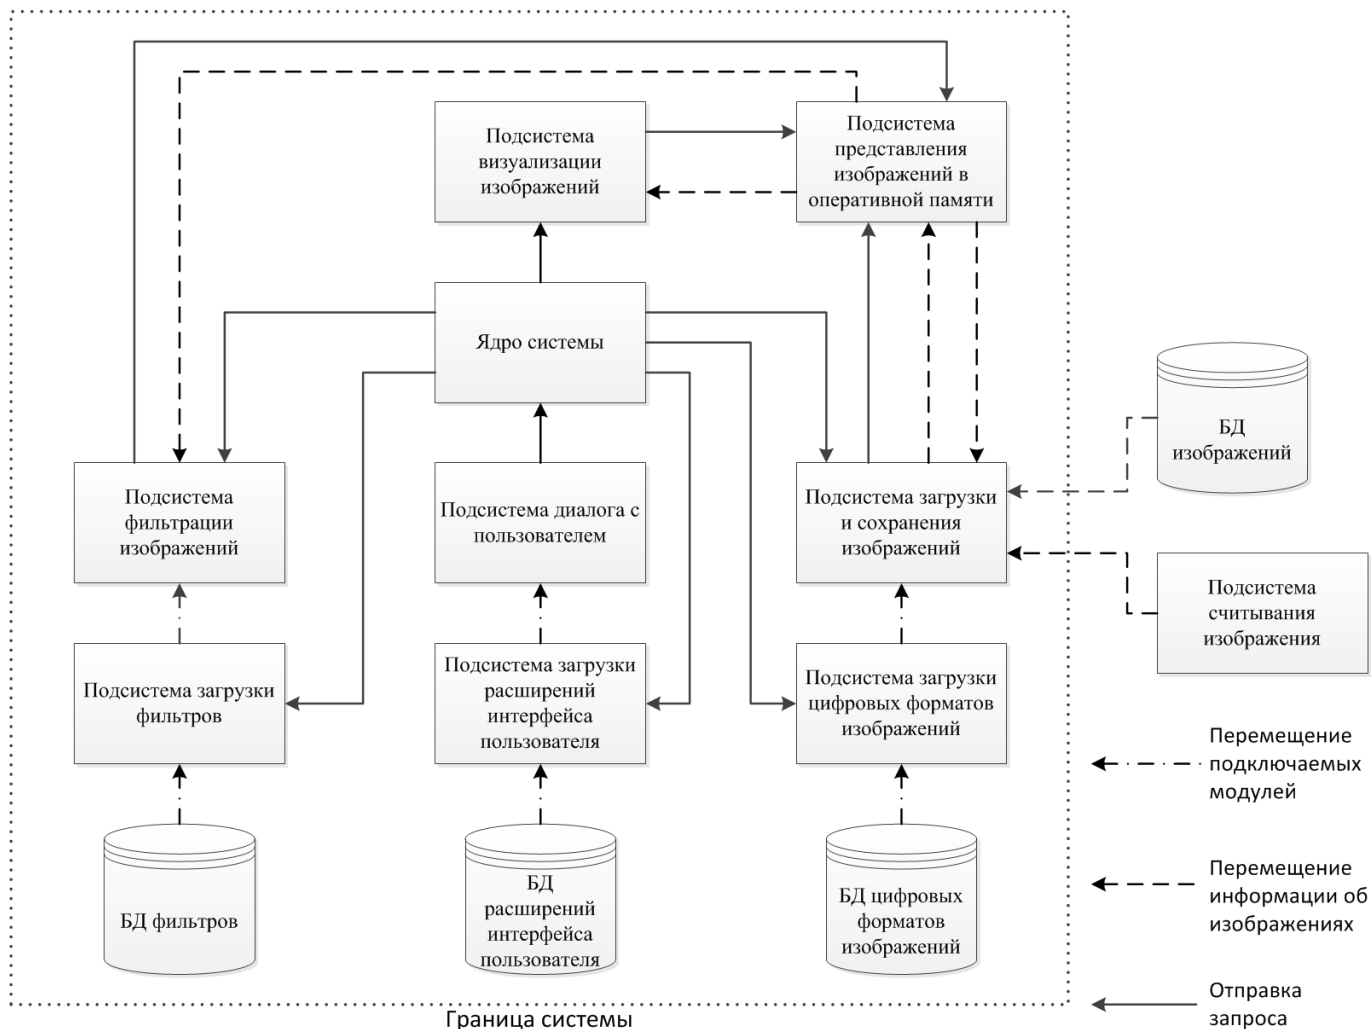 Подсистема
визуализации
изображений
Подсистема
представления
изображений в
оперативной памяти
Ядро системы
БД
изображений
Подсистема
фильтрации
изображений
Подсистема диалога с
пользователем
Подсистема загрузки
и сохранения
изображений
Подсистема
считывания
изображения
Подсистема загрузки
фильтров
Подсистема загрузки
расширений
интерфейса
пользователя
Подсистема загрузки
цифровых форматов
изображений
Перемещение
подключаемых
модулей
БД фильтров
БД
расширений
интерфейса
пользователя
БД цифровых
форматов
изображений
Перемещение
информации об
изображениях
Отправка
запроса
Граница системы